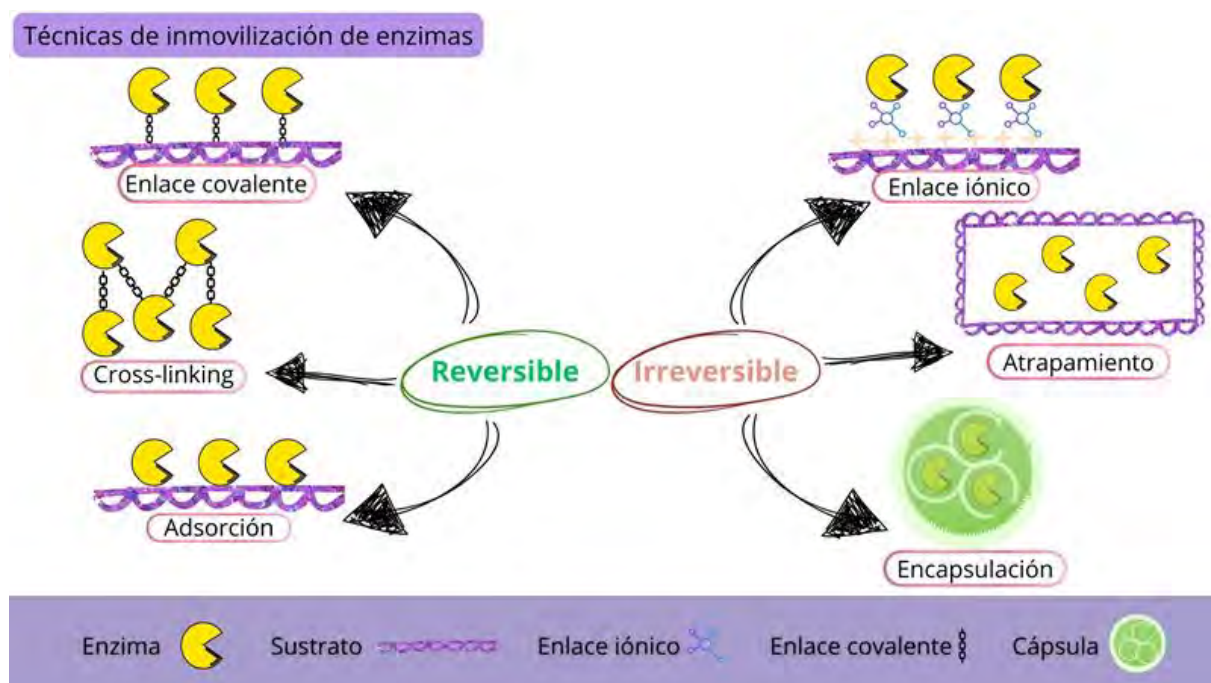 Técnicas de inmovilización de enzimas
Enlace covalente
Enlace iónico
Cross-linking
Reversible
Irreversible
Atrapamiento
Adsorción
Encapsulación
Enzima
Sustrato
Enlace iónico
Enlace covalente
Cápsula